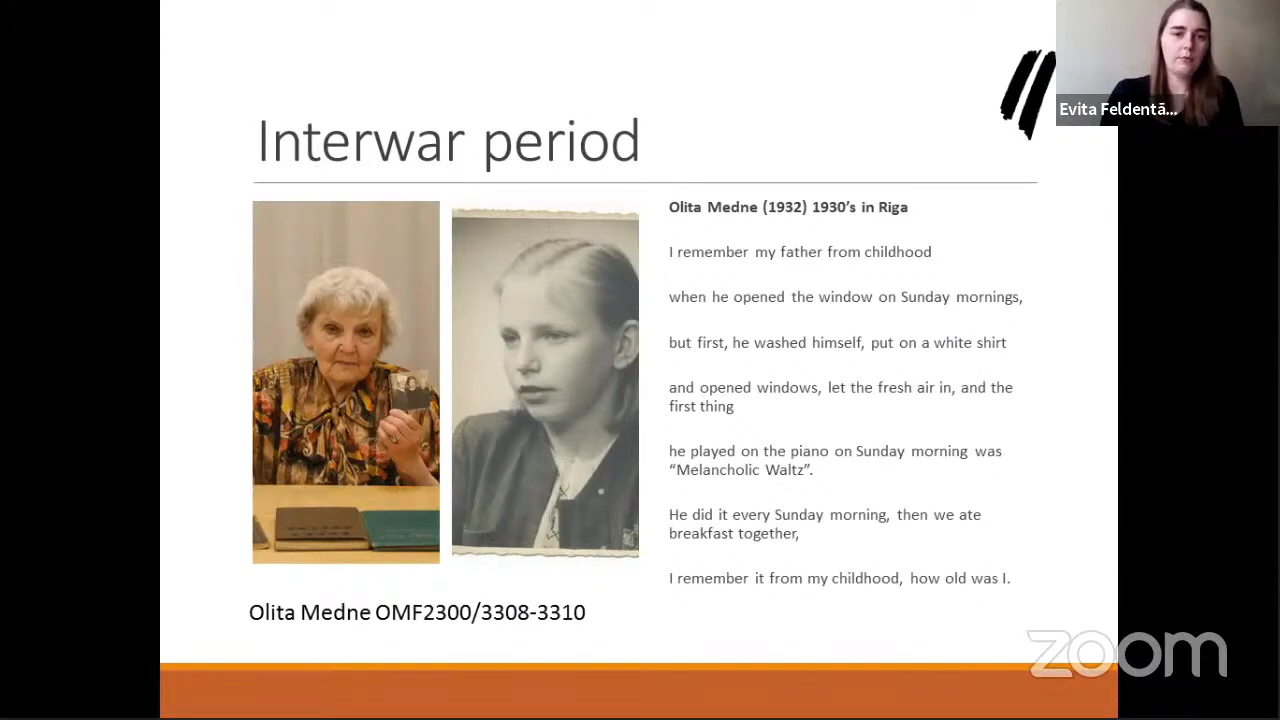 Evita Feldentā...
Interwar period
Olita Medne (1932) 1930’s in Riga
I remember my father from childhood
when he opened the window on Sunday mornings,
but first, he washed himself, put on a white shirt
and opened windows, let the fresh air in, and the
first thing
he played on the piano on Sunday morning was
“Melancholic Waltz”.
He did it every Sunday morning, then we ate
breakfast together,
I remember it from my childhood, how old was I.
Olita Medne OMF2300/3308-3310
zoom